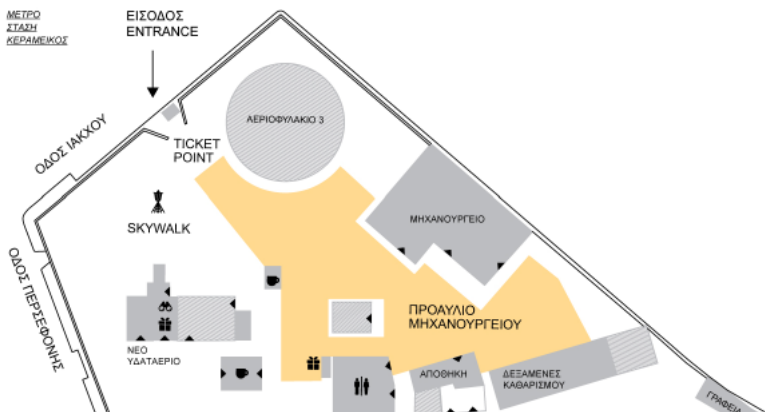 ΜΕΤΡΟ
ΣΤΑΣΗ
ΚΕΡΑΜΕΙΚΟΣ
ΕΙΣΟΔΟΣ
ENTRANCE
ΟΔΟΣ ΙΑΚΧΟΥ
TICKET
POINT
ΑΕΡΙΟΦΥΛΑΚΙΟ 3
SKYWALK
ΜΗΧΑΝΟΥΡΓΕΙΟ
ΟΔΟΣ ΠΕΡΣΕΦΟΝΗΣ
ΠΡΟΑΥΛΙΟ
ΜΗΧΑΝΟΥΡΓΕΙΟΥ
ΝΕΟ
ΥΔΑΤΑΕΡΙΟ
ΑΠΟΘΗΚΗ
ΔΕΞΑΜΕΝΕΣ
ΚΑΘΑΡΙΣΜΟΥ